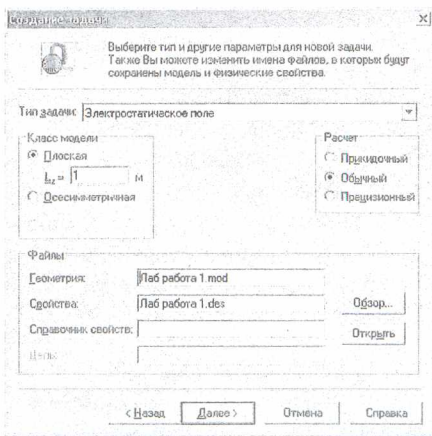 Создание задачи
Выберите тип и другие параметры для новой задачи.
Также Вы можете изменить имена файлов, в которых будут
сохранены модель и физические свойства.
Тип задачи: Электростатическое поле
Класс модели
Плоская
Lz = 1 м
Осесимметричная
Расчет
Прикидочный
Обычный
Прецизионный
Файлы
Геометрия: Лаб работа 1.mod
Свойства: Лаб работа 1.des
Обзор...
Справочник свойств:
Открыть
Цепь:
< Назад Далее > Отмена Справка